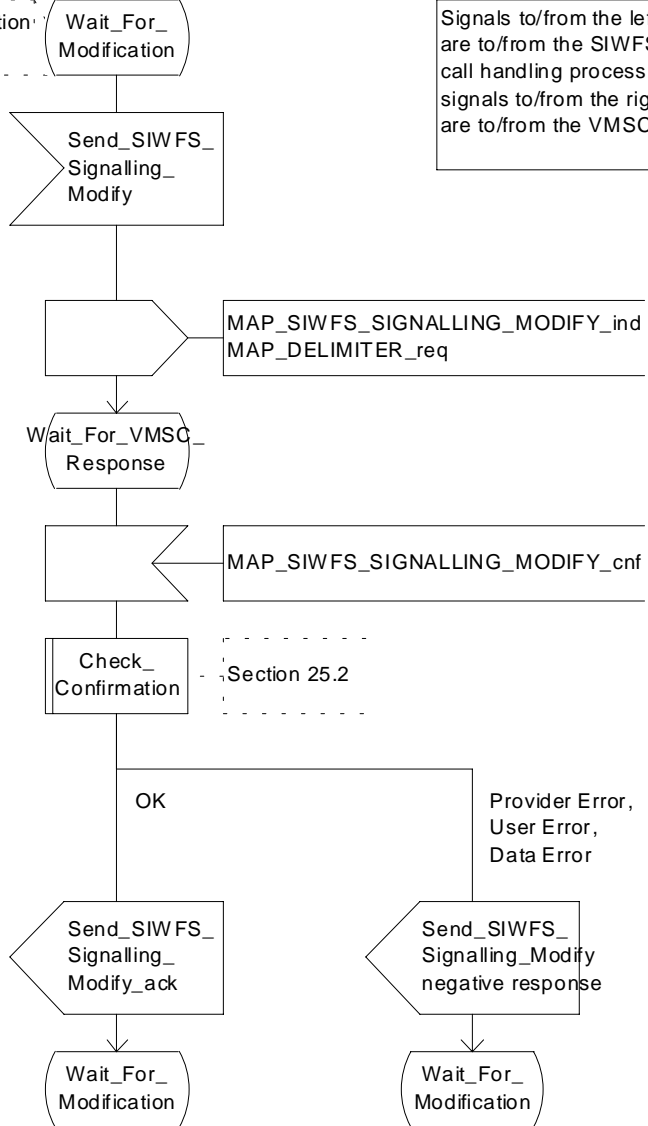 tion
Wait_For_
Modification
Signals to/from the left
are to/from the SIWFS
call handling process
signals to/from the rig
are to/from the VMSC
Send_SIWFS_
Signalling_
Modify
MAP_SIWFS_SIGNALLING_MODIFY_ind
MAP_DELIMITER_req
Wait_For_VMSC_
Response
MAP_SIWFS_SIGNALLING_MODIFY_cnf
Check_
Confirmation
Section 25.2
OK
Provider Error,
User Error,
Data Error
Send_SIWFS_
Signalling_
Modify_ack
Send_SIWFS_
Signalling_Modify
negative response
Wait_For_
Modification
Wait_For_
Modification